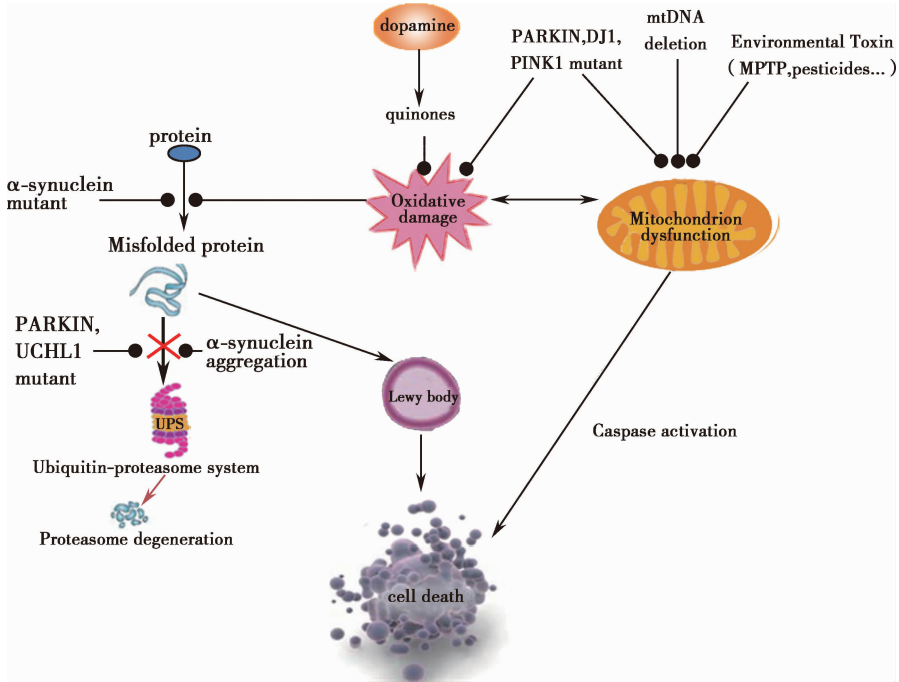 dopamine
PARKIN,DJ1,
PINK1 mutant
mtDNA
deletion
Environmental Toxin
( MPTP,pesticides... )
quinones
protein
α-synuclein
mutant
Oxidative
damage
Mitochondrion
dysfunction
Misfolded protein
PARKIN,
UCHL1
mutant
α-synuclein
aggregation
Lewy body
UPS
Caspase activation
Ubiquitin-proteasome system
Proteasome degeneration
cell death